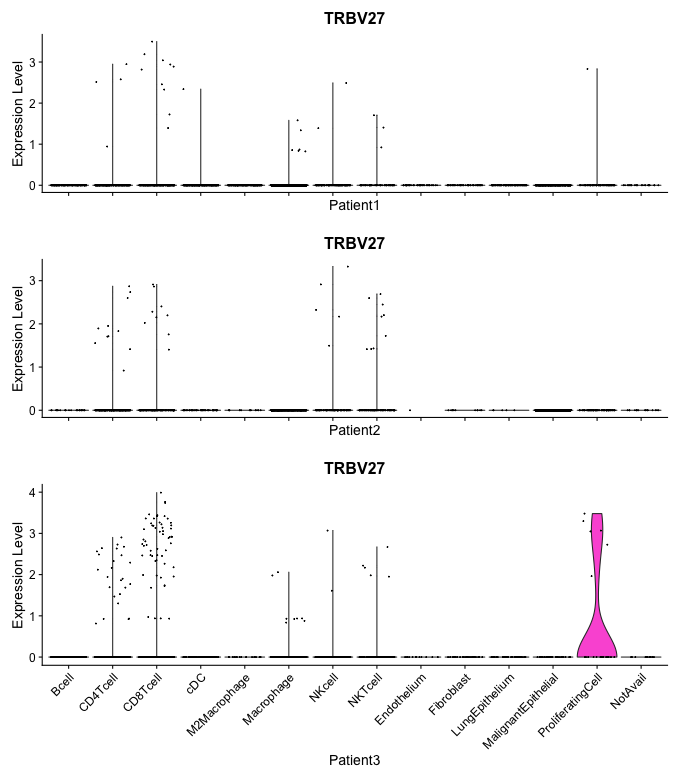 TRBV27
Expression Level
3
2
1
0
Patient1
TRBV27
Expression Level
3
2
1
0
Patient2
TRBV27
Expression Level
4
3
2
1
0
Bcell
CD4Tcell
CD8Tcell
cDC
M2Macrophage
Macrophage
NKcell
NKTcell
Endothelium
Fibroblast
LungEpithelium
MalignantEpithelial
ProliferatingCell
NotAvail
Patient3